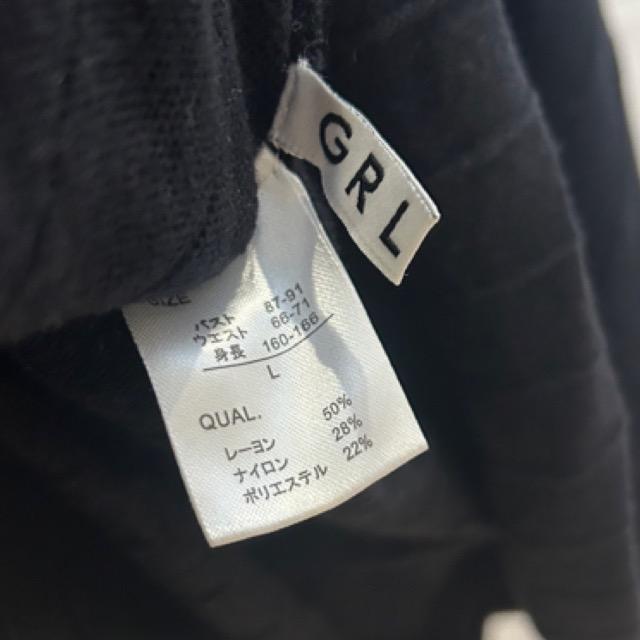 GRL
SIZE
バスト 87-91
ウエスト 66-71
身長 160-166
L
QUAL.
レーヨン 50%
ナイロン 28%
ポリエステル 22%